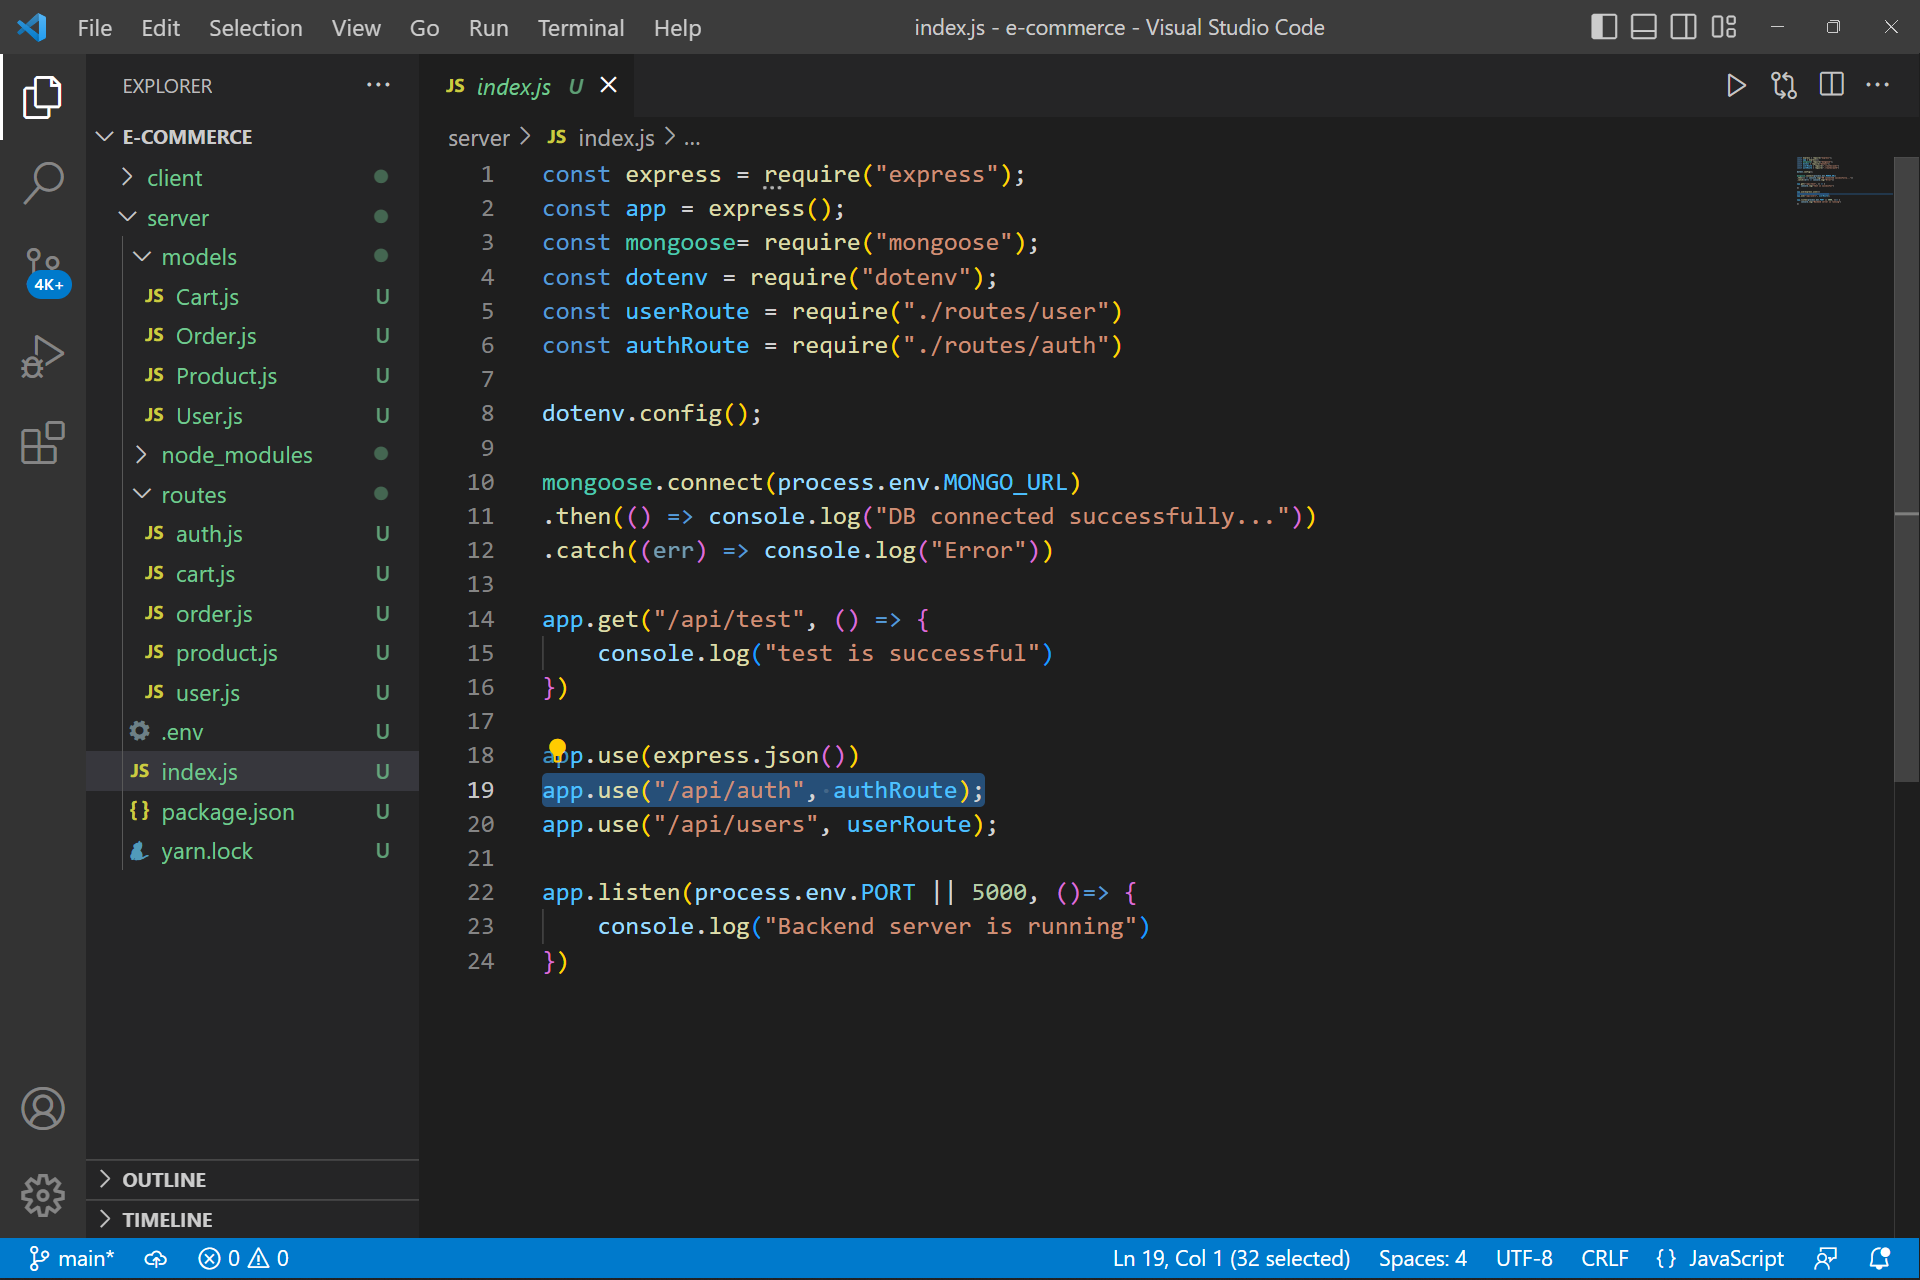 File Edit Selection View Go Run Terminal Help
index.js - e-commerce - Visual Studio Code
EXPLORER
E-COMMERCE
client
server
models
JS Cart.js U
JS Order.js U
JS Product.js U
JS User.js U
node_modules
routes
JS auth.js U
JS cart.js U
JS order.js U
JS product.js U
JS user.js U
.env U
JS index.js U
{} package.json U
yarn.lock U
OUTLINE
TIMELINE
4K+
JS index.js U
server > JS index.js > ...
1 const express = require("express");
2 const app = express();
3 const mongoose= require("mongoose");
4 const dotenv = require("dotenv");
5 const userRoute = require("./routes/user")
6 const authRoute = require("./routes/auth")
7
8 dotenv.config();
9
10 mongoose.connect(process.env.MONGO_URL)
11 .then(() => console.log("DB connected successfully..."))
12 .catch((err) => console.log("Error"))
13
14 app.get("/api/test", () => {
15     console.log("test is successful")
16 })
17
18 app.use(express.json())
19 app.use("/api/auth", authRoute);
20 app.use("/api/users", userRoute);
21
22 app.listen(process.env.PORT || 5000, ()=> {
23     console.log("Backend server is running")
24 })
main* 0 0
Ln 19, Col 1 (32 selected) Spaces: 4 UTF-8 CRLF {} JavaScript